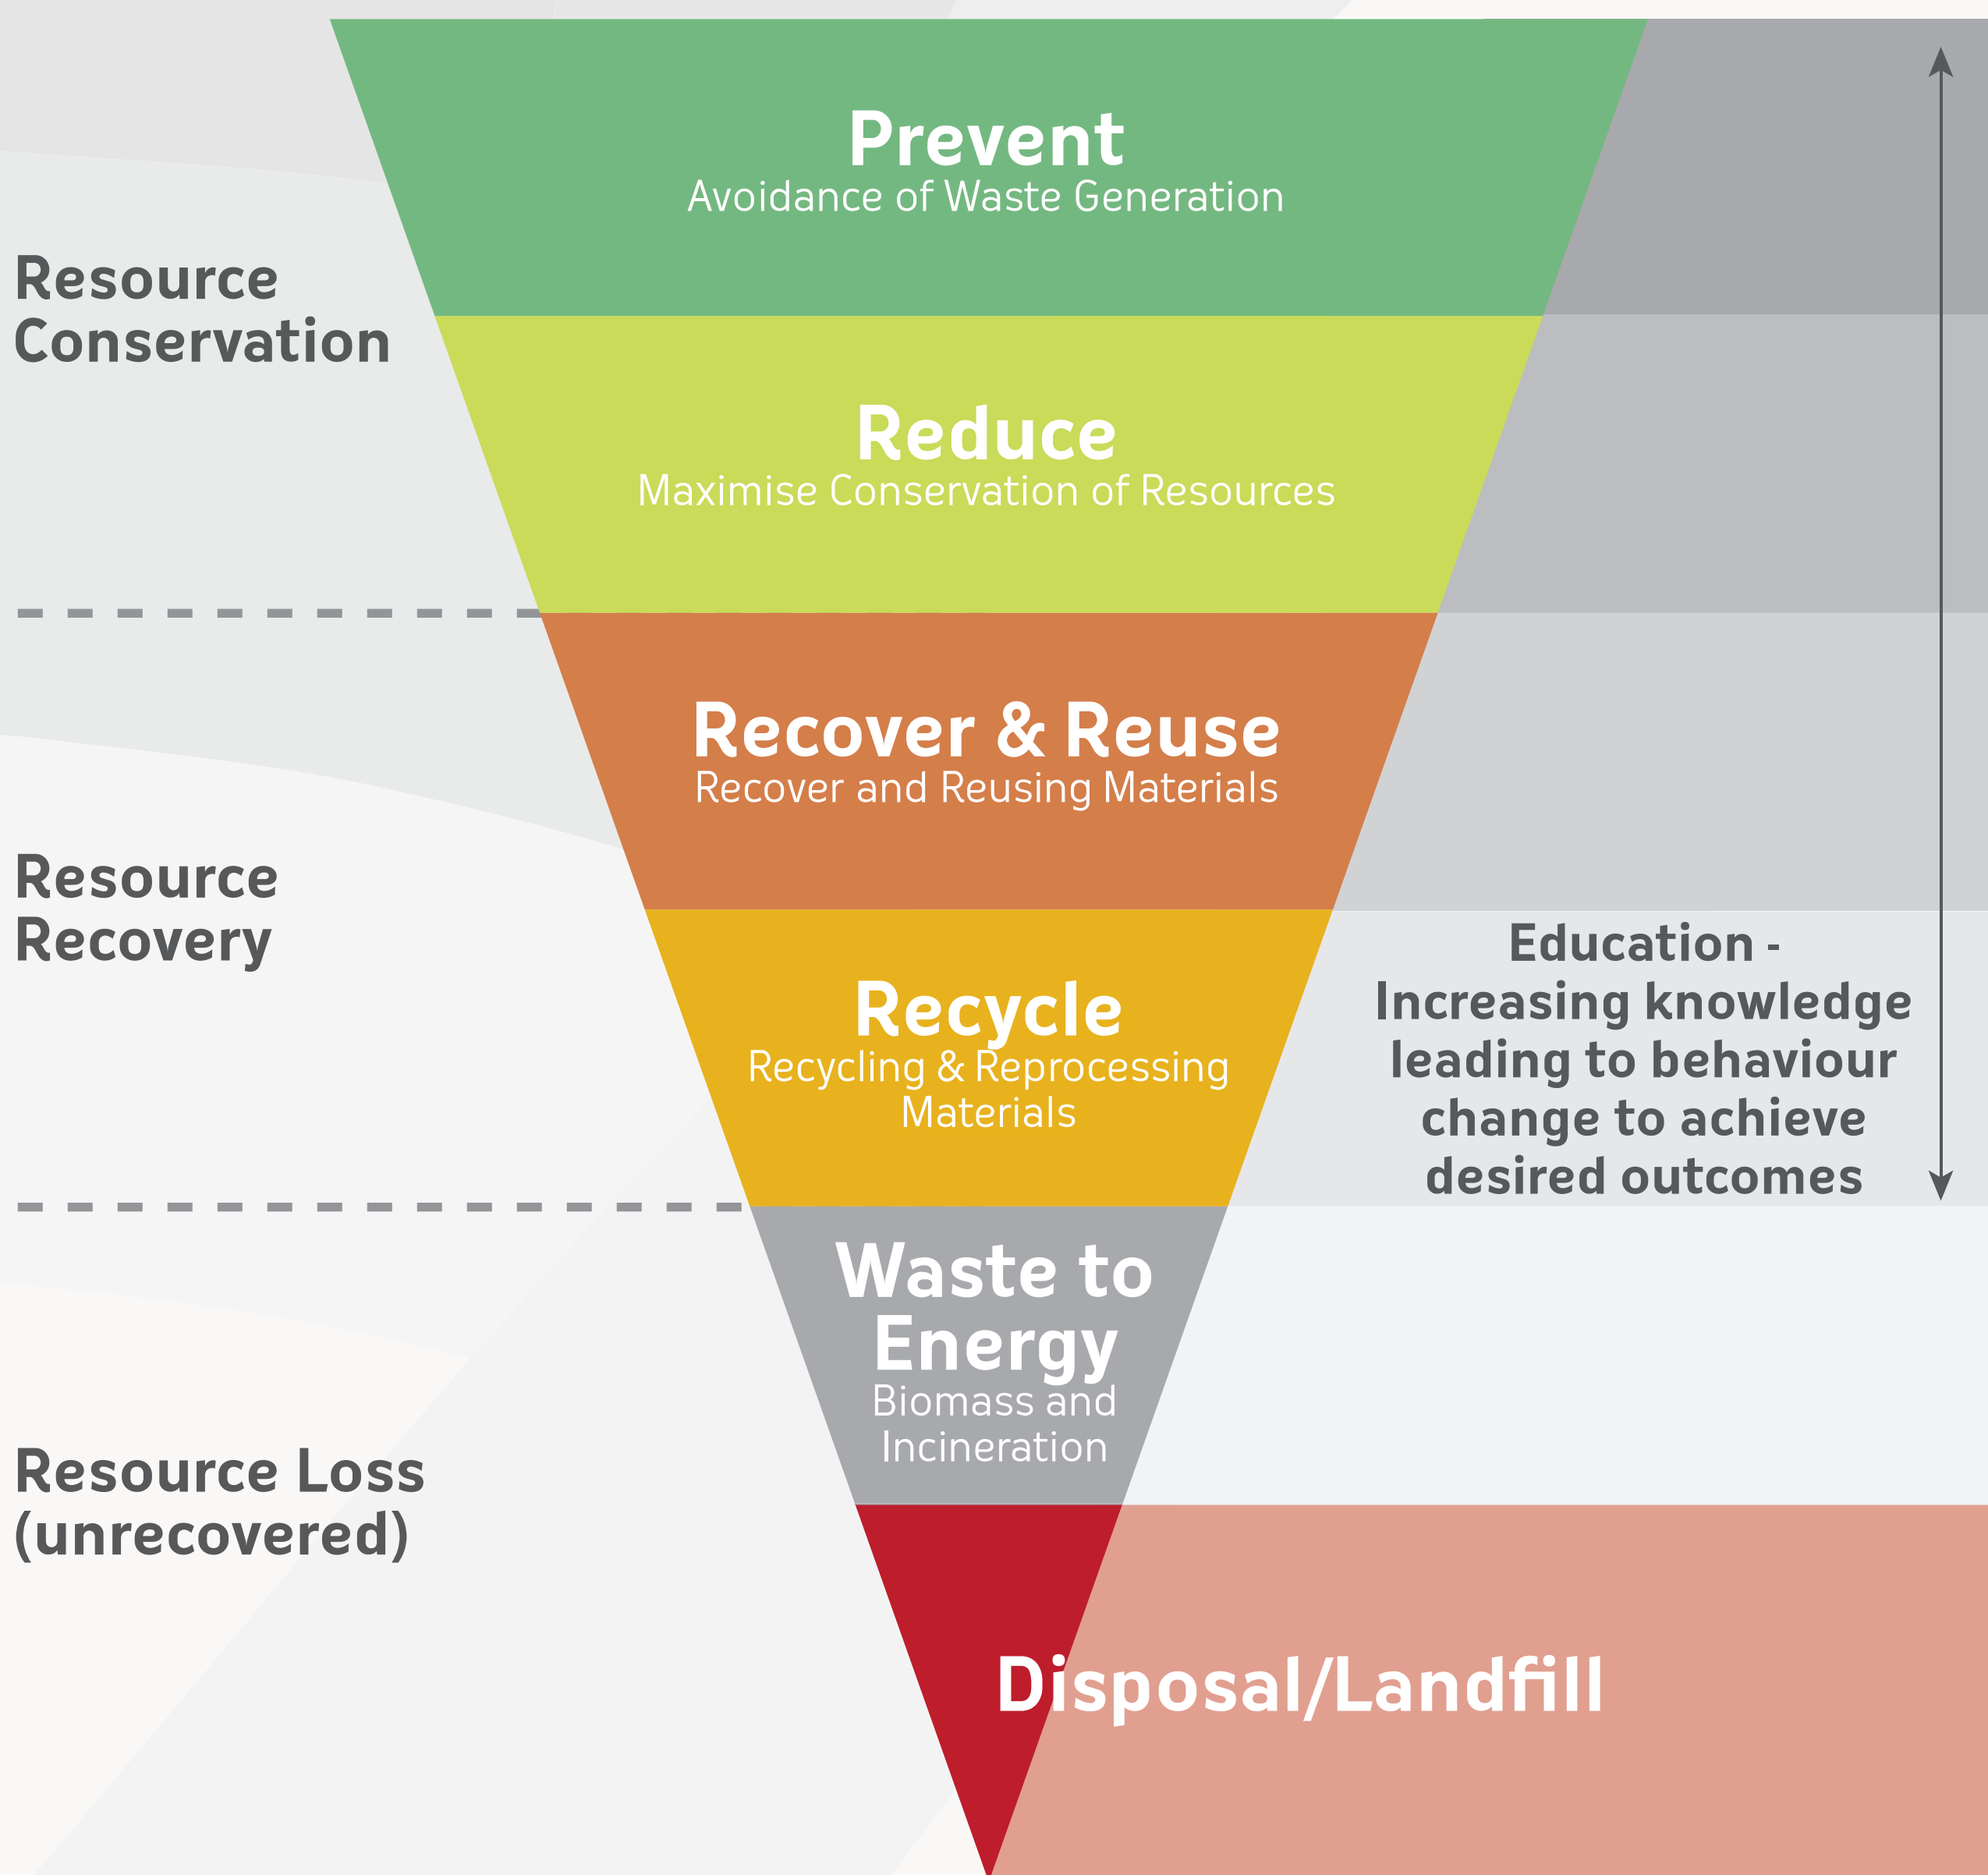 Prevent
Avoidance of Waste Generation
Resource
Conservation
Reduce
Maximise Conservation of Resources
Recover & Reuse
Recover and Reusing Materials
Resource
Recovery
Recycle
Recycling & Reprocessing
Materials
Education -
Increasing knowledge
leading to behaviour
change to achieve
desired outcomes
Waste to
Energy
Biomass and
Incineration
Resource Loss
(unrecovered)
Disposal/Landfill